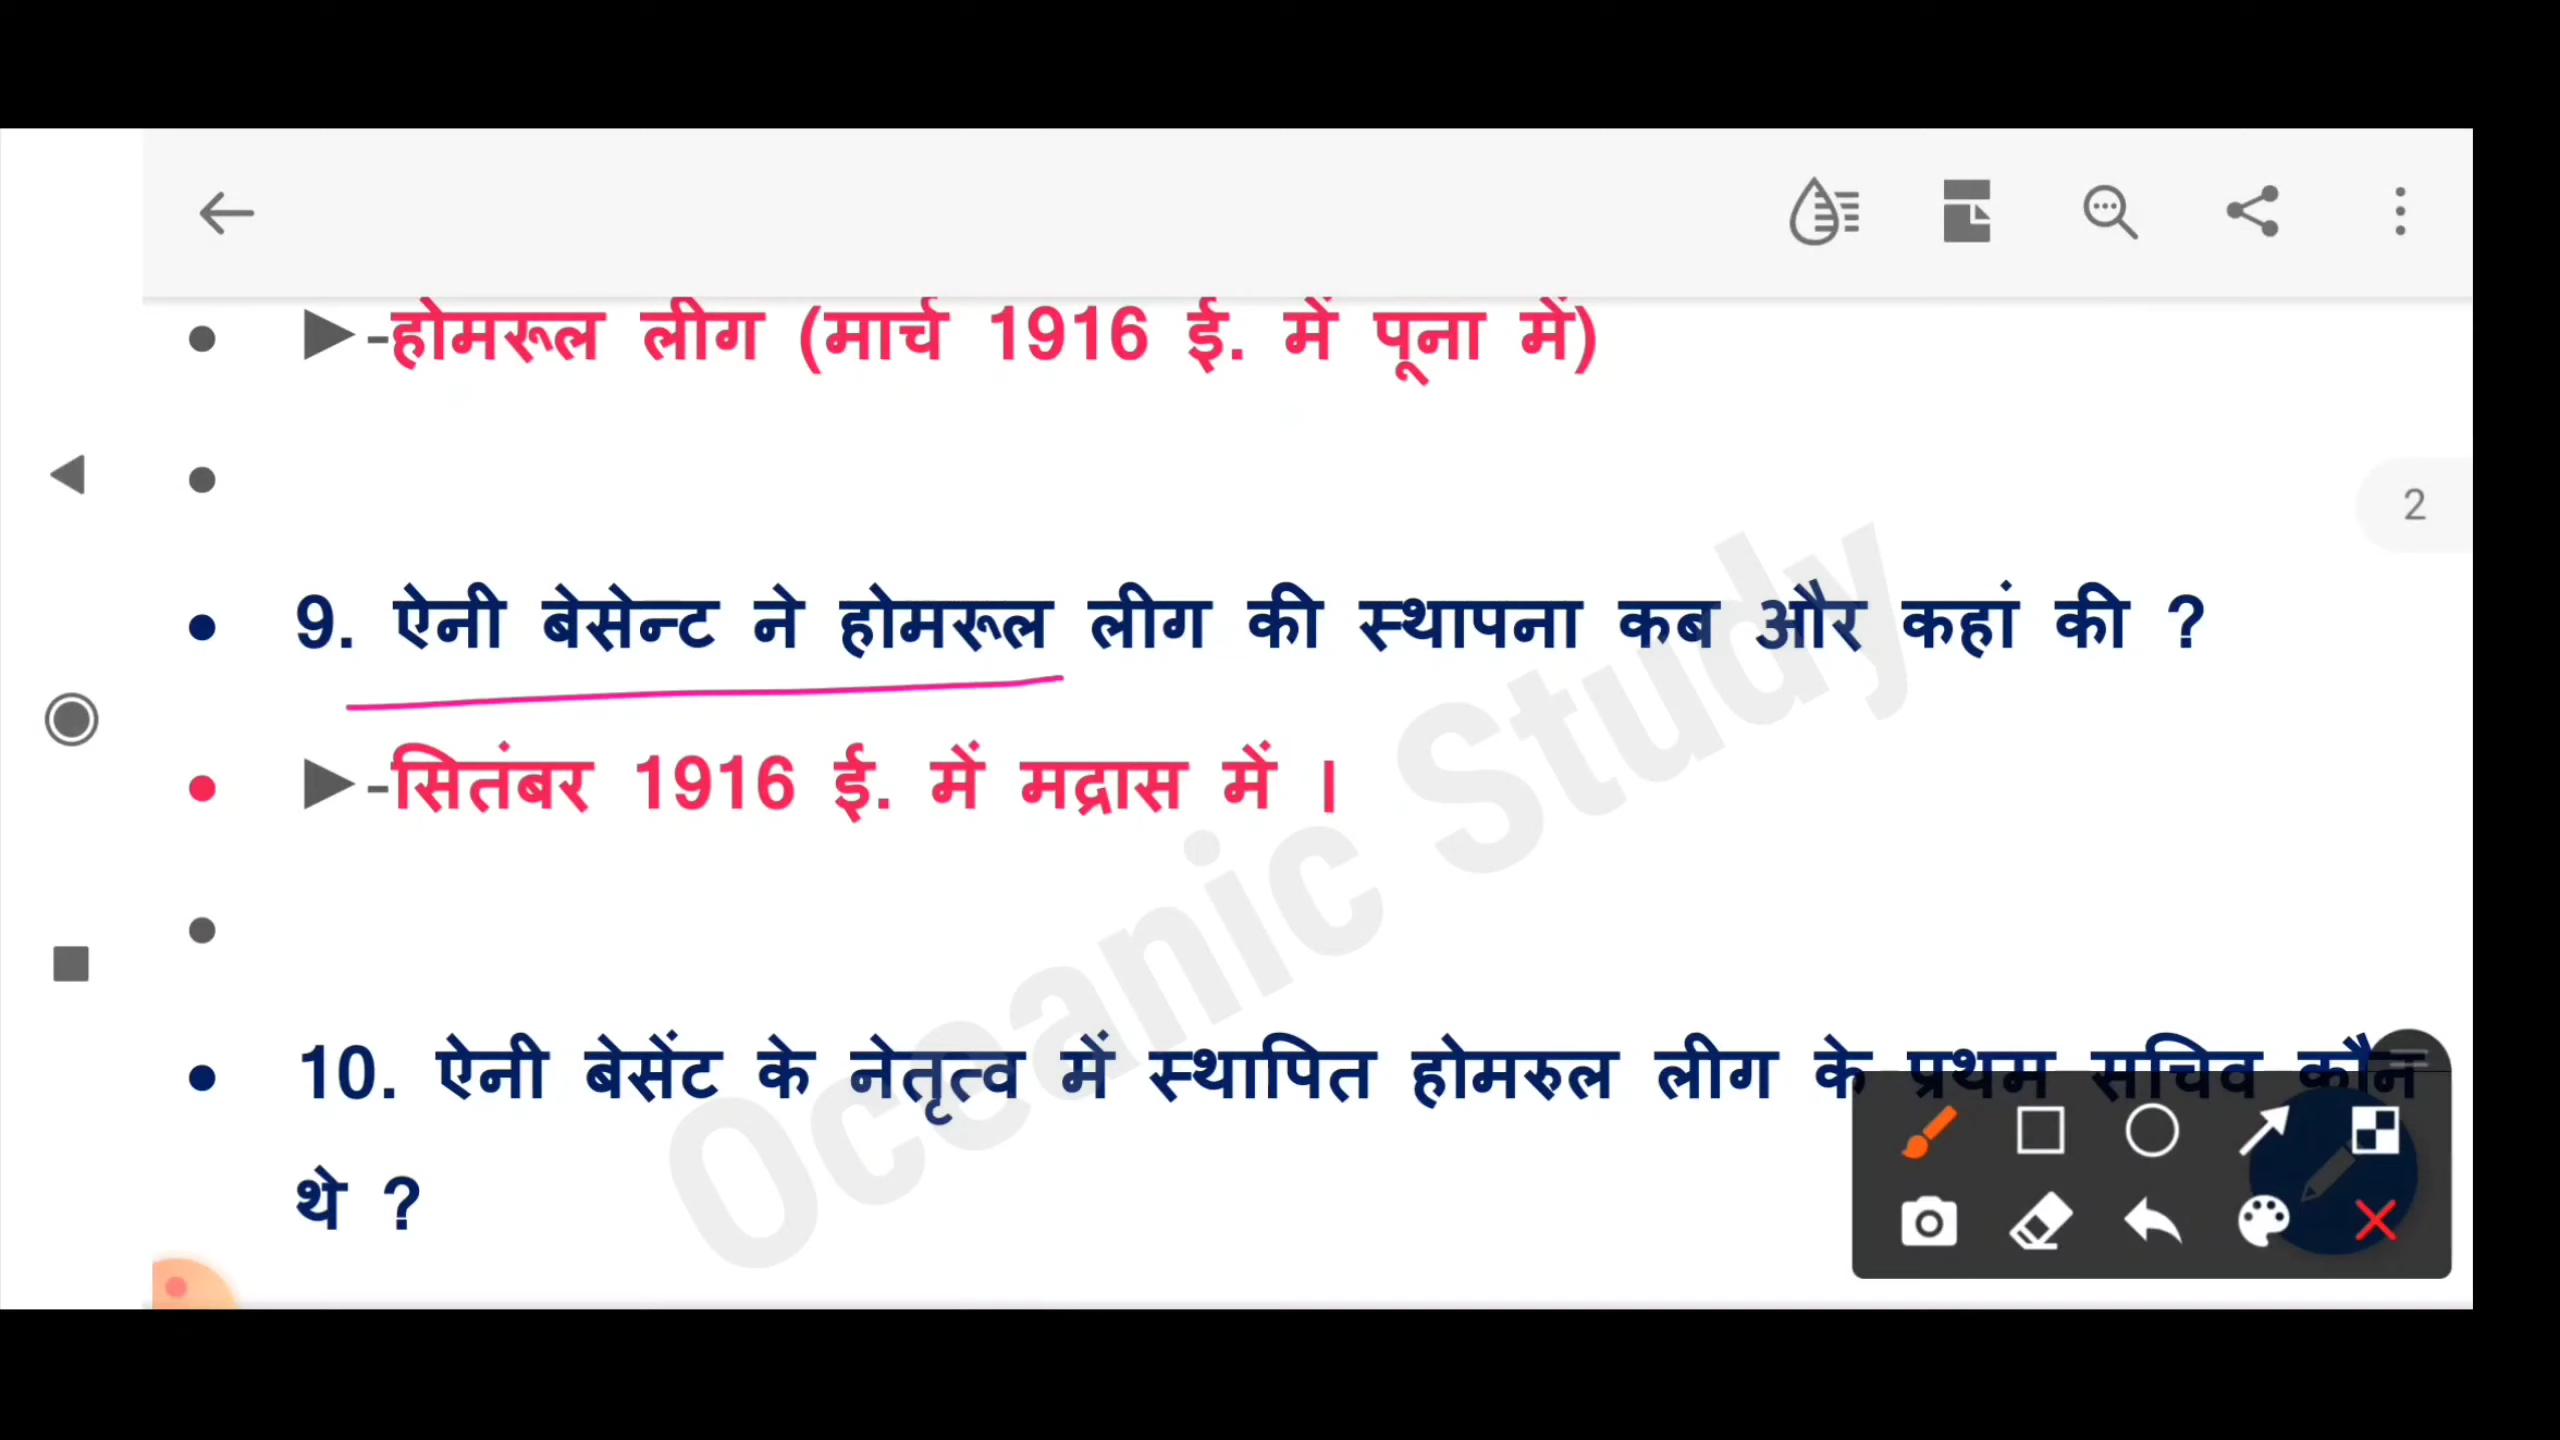 ►-होमरूल लीग (मार्च 1916 ई. में पूना में)
2
9. ऐनी बेसेन्ट ने होमरूल लीग की स्थापना कब और कहां की ?
►-सितंबर 1916 ई. में मद्रास में ।
10. ऐनी बेसेंट के नेतृत्व में स्थापित होमरुल लीग के प्रथम सचिव कौन
थे ?
Oceanic Study